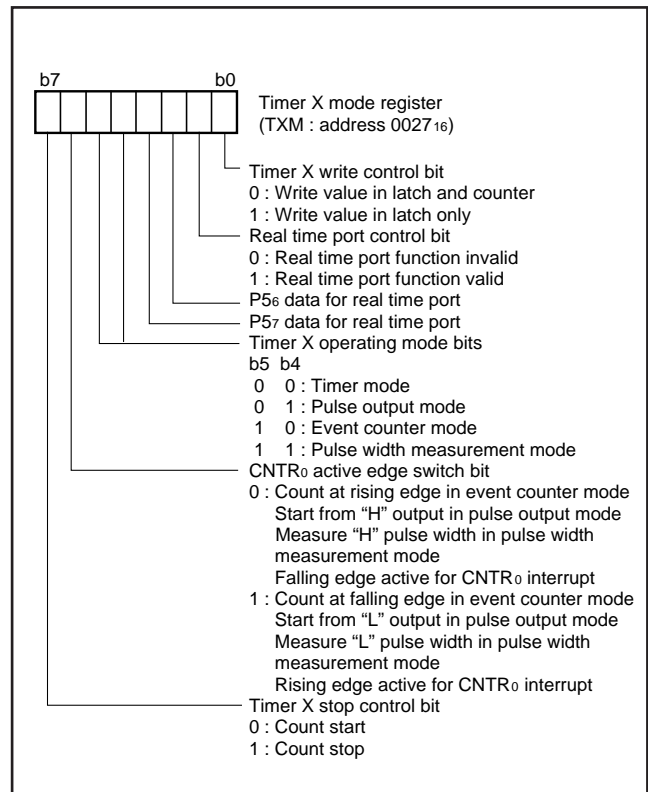 b7 b0
Timer X mode register
(TXM : address 002716)
Timer X write control bit
0 : Write value in latch and counter
1 : Write value in latch only
Real time port control bit
0 : Real time port function invalid
1 : Real time port function valid
P56 data for real time port
P57 data for real time port
Timer X operating mode bits
b5 b4
0 0 : Timer mode
0 1 : Pulse output mode
1 0 : Event counter mode
1 1 : Pulse width measurement mode
CNTR0 active edge switch bit
0 : Count at rising edge in event counter mode
Start from “H” output in pulse output mode
Measure “H” pulse width in pulse width
measurement mode
Falling edge active for CNTR0 interrupt
1 : Count at falling edge in event counter mode
Start from “L” output in pulse output mode
Measure “L” pulse width in pulse width
measurement mode
Rising edge active for CNTR0 interrupt
Timer X stop control bit
0 : Count start
1 : Count stop